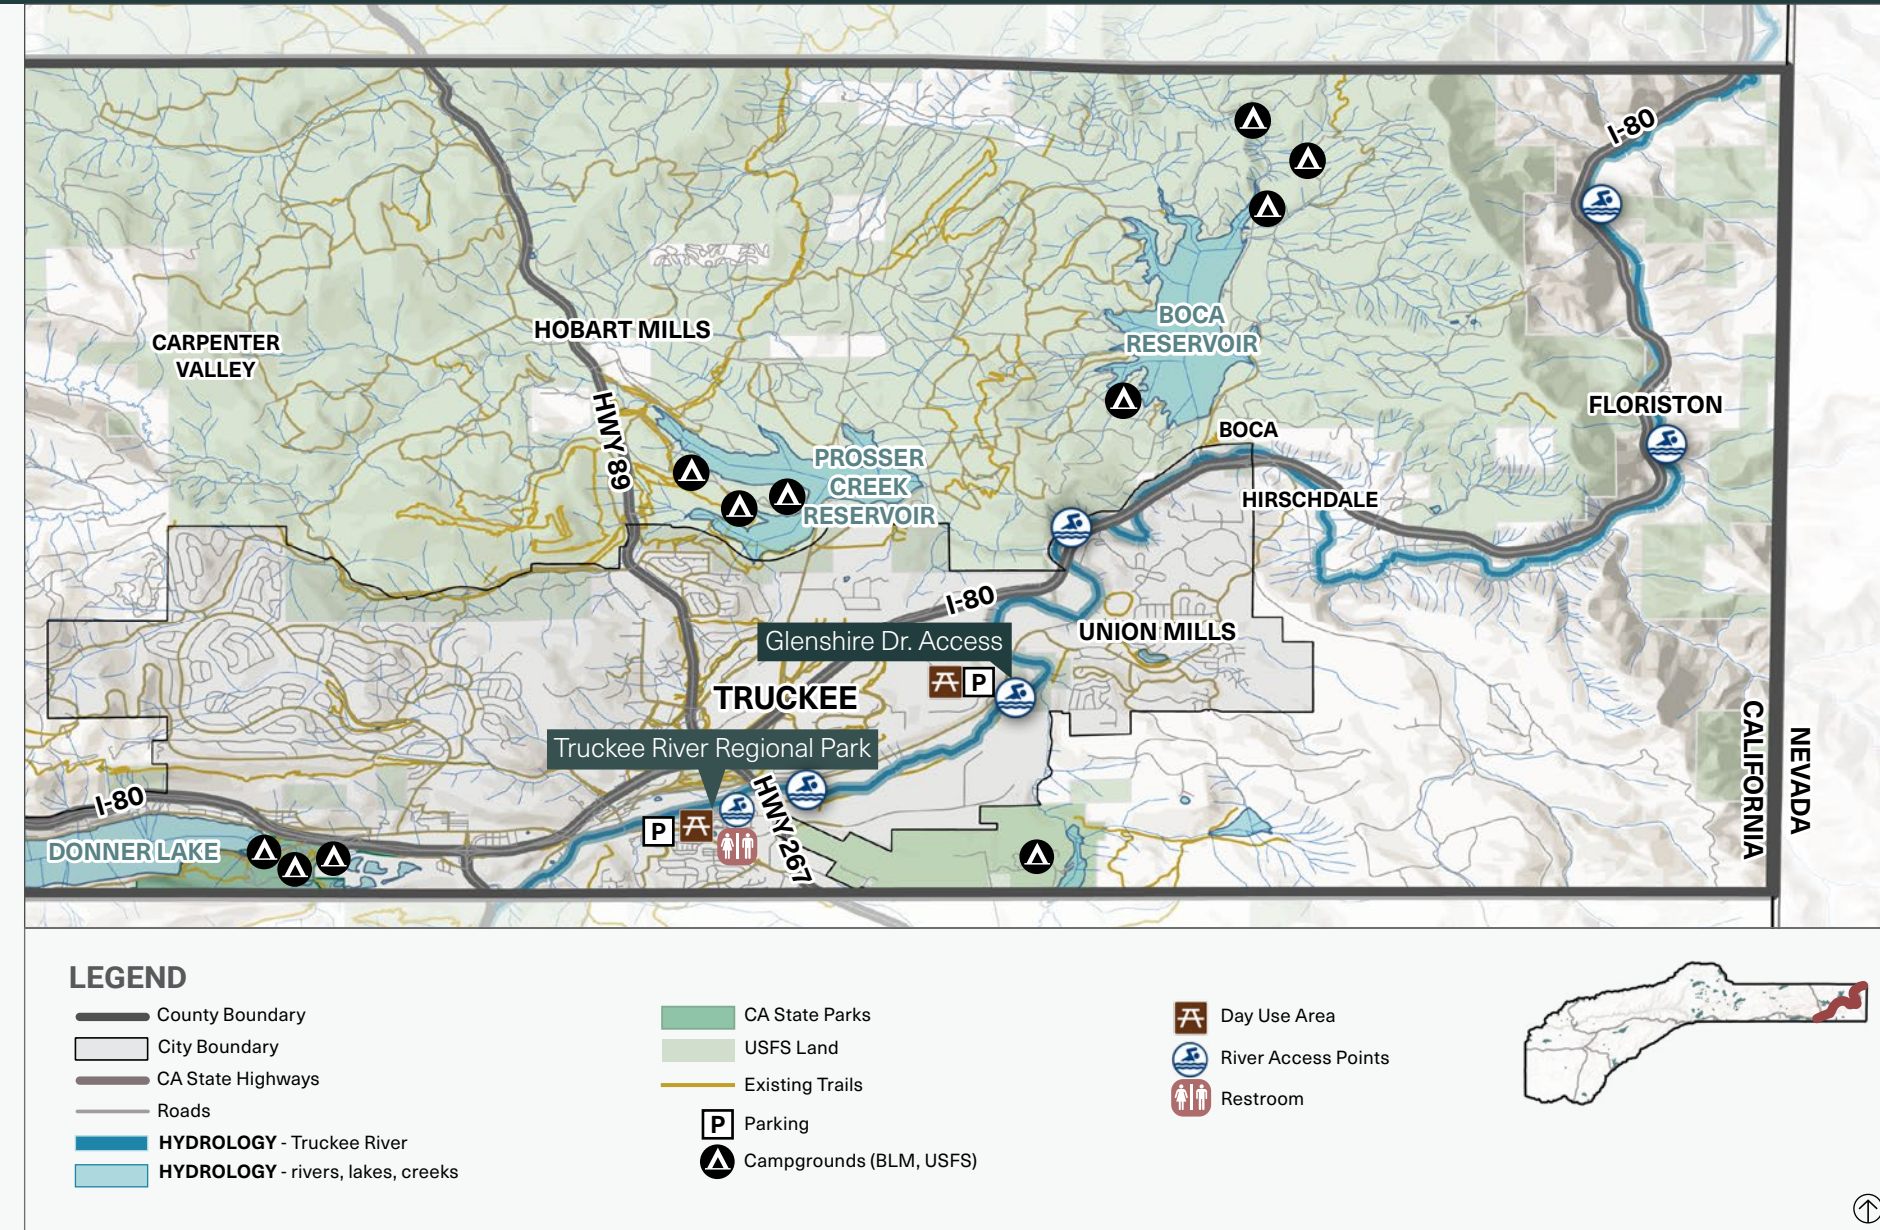 I-80
HOBART MILLS
CARPENTER
VALLEY
BOCA
RESERVOIR
HWY 89
FLORISTON
BOCA
PROSSER
CREEK
RESERVOIR
HIRSCHDALE
I-80
UNION MILLS
Glenshire Dr. Access
P
TRUCKEE
Truckee River Regional Park
HWY267
CALIFORNIA
NEVADA
I-80
P
DONNER LAKE
LEGEND
County Boundary
City Boundary
CA State Highways
Roads
HYDROLOGY - Truckee River
HYDROLOGY - rivers, lakes, creeks
CA State Parks
USFS Land
Existing Trails
P Parking
Campgrounds (BLM, USFS)
Day Use Area
River Access Points
Restroom